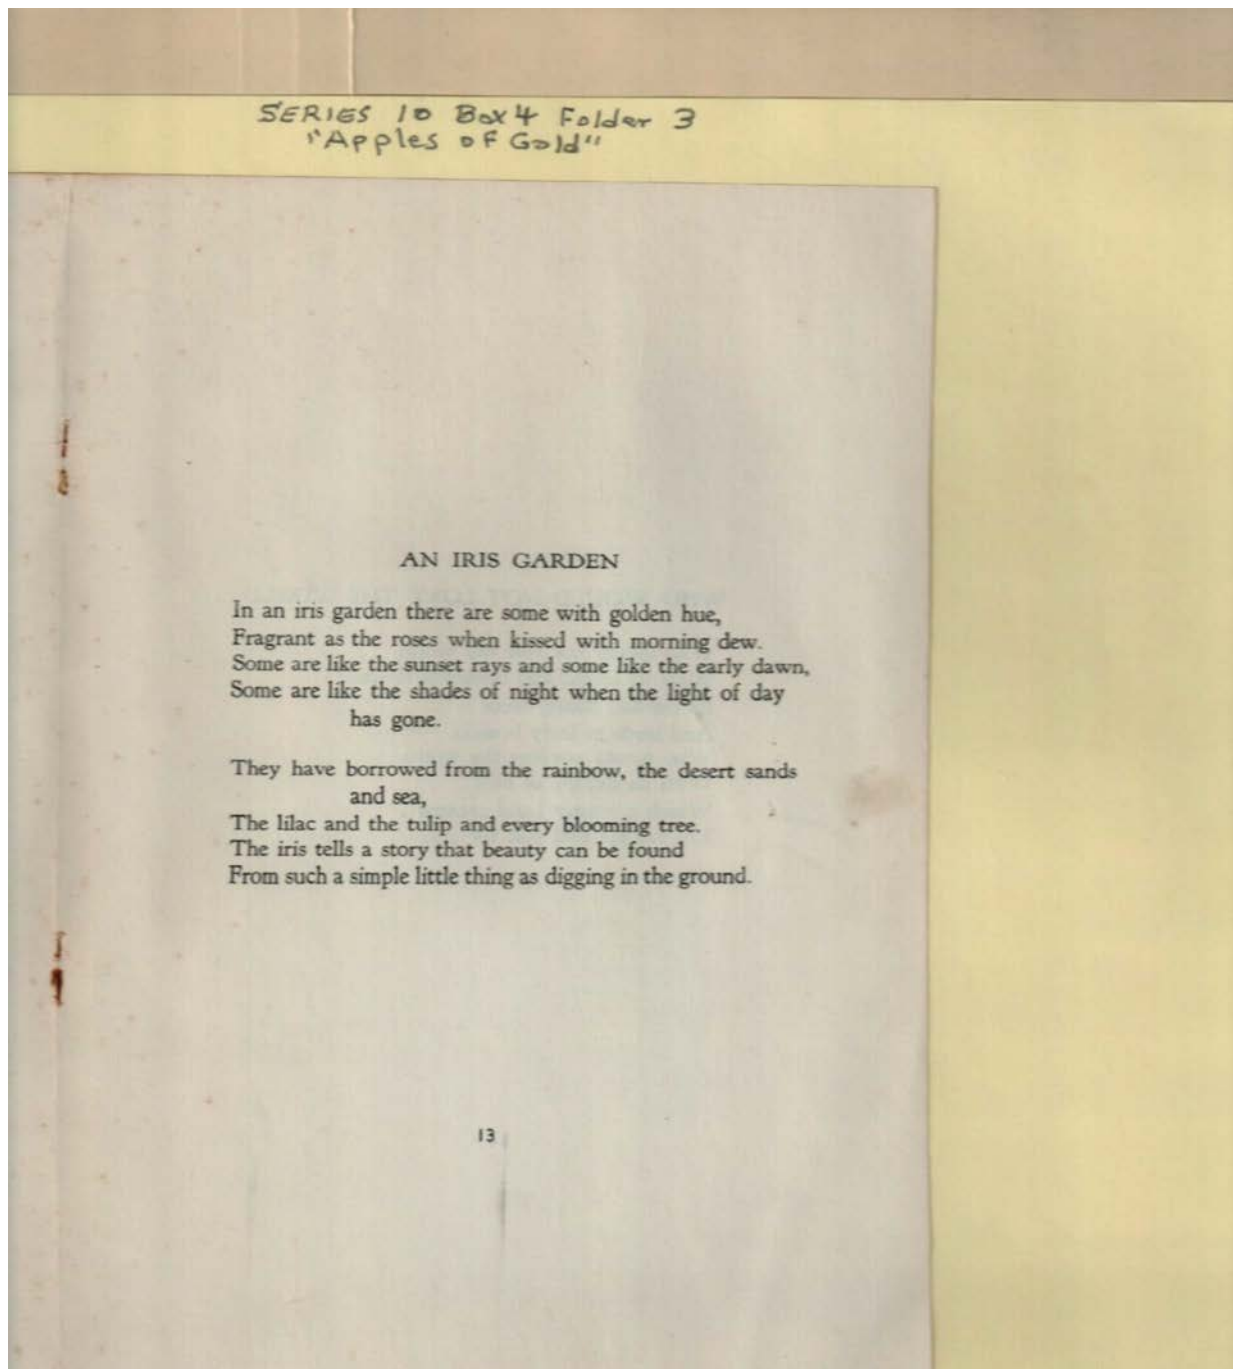 SERIES 10 Box 4 Folder 3
"Apples of Gold"
AN IRIS GARDEN
In an iris garden there are some with golden hue,
Fragrant as the roses when kissed with morning dew.
Some are like the sunset rays and some like the early dawn,
Some are like the shades of night when the light of day
has gone.
They have borrowed from the rainbow, the desert sands
and sea,
The lilac and the tulip and every blooming tree.
The iris tells a story that beauty can be found
From such a simple little thing as digging in the ground.
13